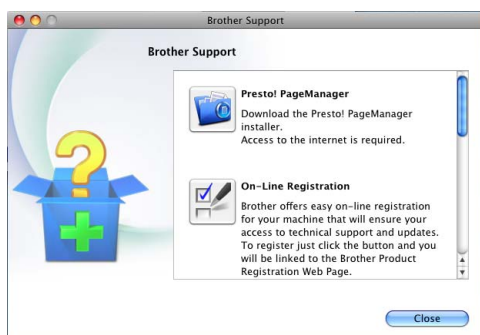 Brother Support
Brother Support
Presto! PageManager
Download the Presto! PageManager
installer.
Access to the internet is required.
On-Line Registration
Brother offers easy on-line registration
for your machine that will ensure your
access to technical support and updates.
To register just click the button and you
will be linked to the Brother Product
Registration Web Page.
Close